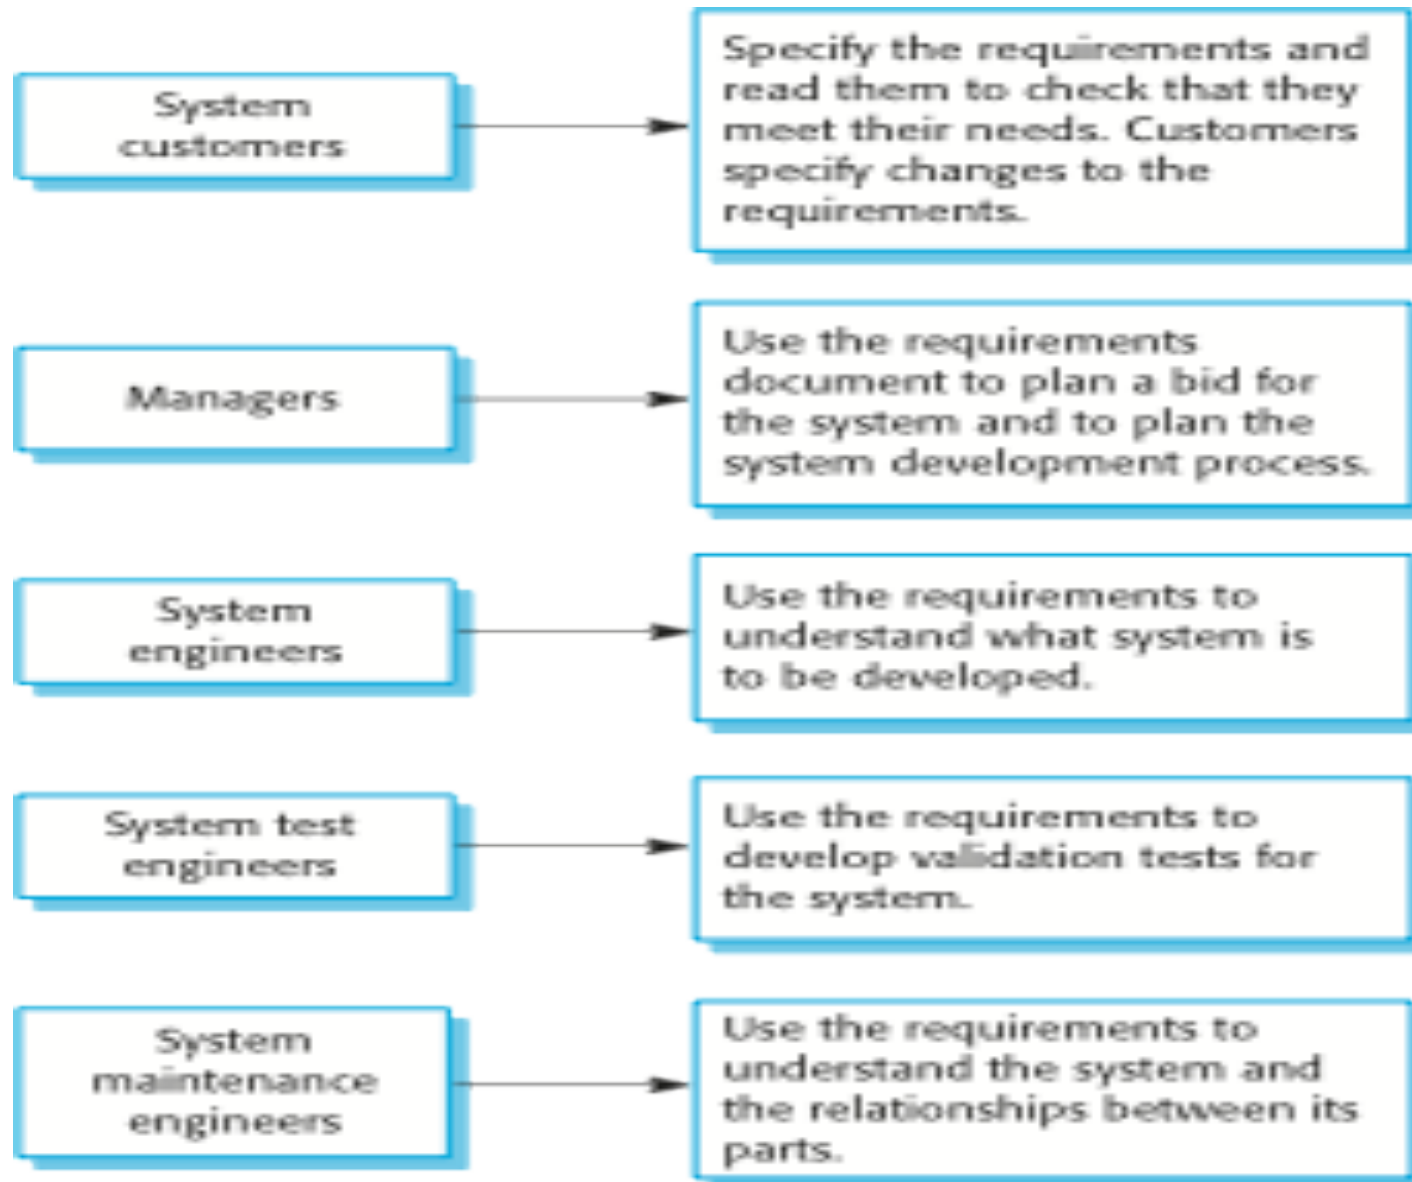 System
customers
Specify the requirements and
read them to check that they
meet their needs. Customers
specify changes to the
requirements.
Managers
Use the requirements
document to plan a bid for
the system and to plan the
system development process.
System
engineers
Use the requirements to
understand what system is
to be developed.
System test
engineers
Use the requirements to
develop validation tests for
the system.
System
maintenance
engineers
Use the requirements to
understand the system and
the relationships between its
parts.